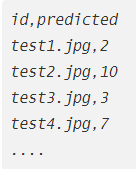 id,predicted
test1.jpg,2
test2.jpg,10
test3.jpg,3
test4.jpg,7
....